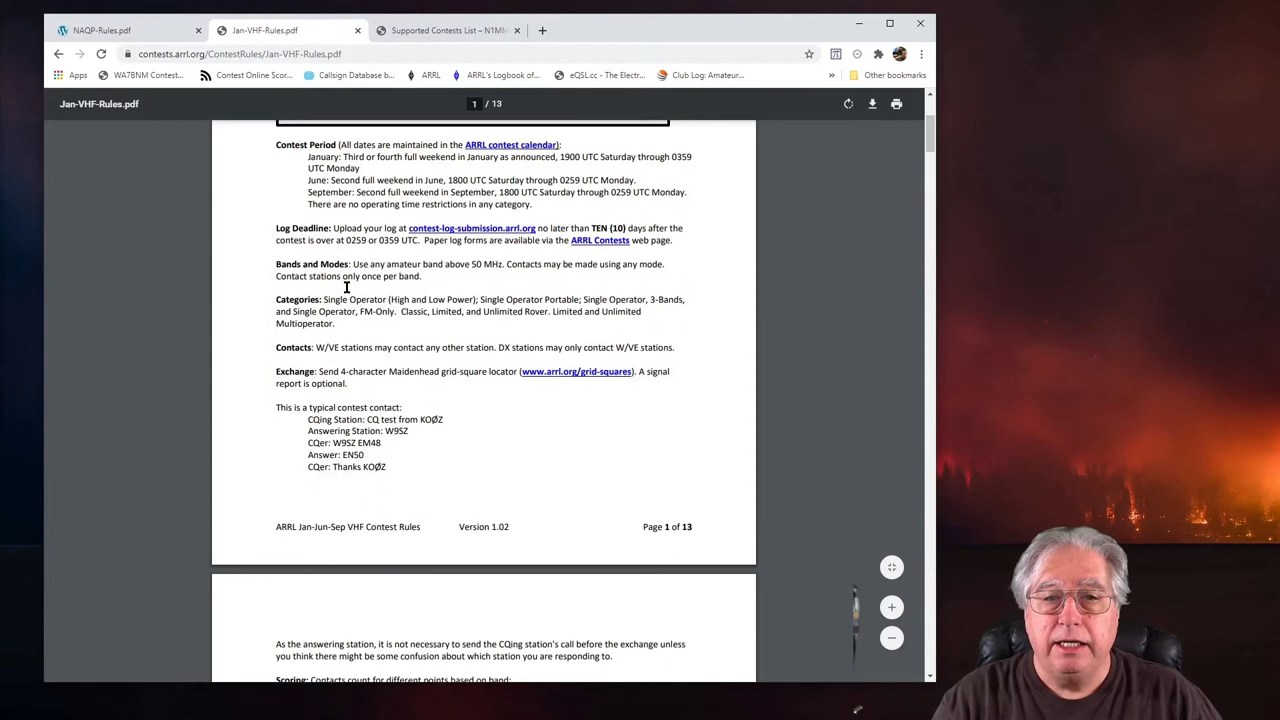 NAQP-Rules.pdf
Jan-VHF-Rules.pdf
Supported Contests List – N1MM
contests.arrl.org/ContestRules/Jan-VHF-Rules.pdf
Apps
WA7BNM Contest...
Contest Online Scor...
Callsign Database b...
ARRL
ARRL's Logbook of...
eQSL.cc - The Electr...
Club Log: Amateur...
»
Other bookmarks
Jan-VHF-Rules.pdf
1 / 13
Contest Period (All dates are maintained in the ARRL contest calendar):
January: Third or fourth full weekend in January as announced, 1900 UTC Saturday through 0359
UTC Monday
June: Second full weekend in June, 1800 UTC Saturday through 0259 UTC Monday.
September: Second full weekend in September, 1800 UTC Saturday through 0259 UTC Monday.
There are no operating time restrictions in any category.
Log Deadline: Upload your log at contest-log-submission.arrl.org no later than TEN (10) days after the
contest is over at 0259 or 0359 UTC. Paper log forms are available via the ARRL Contests web page.
Bands and Modes: Use any amateur band above 50 MHz. Contacts may be made using any mode.
Contact stations only once per band.
Categories: Single Operator (High and Low Power); Single Operator Portable; Single Operator, 3-Bands,
and Single Operator, FM-Only. Classic, Limited, and Unlimited Rover. Limited and Unlimited
Multioperator.
Contacts: W/VE stations may contact any other station. DX stations may only contact W/VE stations.
Exchange: Send 4-character Maidenhead grid-square locator (www.arrl.org/grid-squares). A signal
report is optional.
This is a typical contest contact:
CQing Station: CQ test from KOØZ
Answering Station: W9SZ
CQer: W9SZ EM48
Answer: EN50
CQer: Thanks KOØZ
ARRL Jan-Jun-Sep VHF Contest Rules
Version 1.02
Page 1 of 13
As the answering station, it is not necessary to send the CQing station's call before the exchange unless
you think there might be some confusion about which station you are responding to.
Scoring: Contacts count for different points based on band: